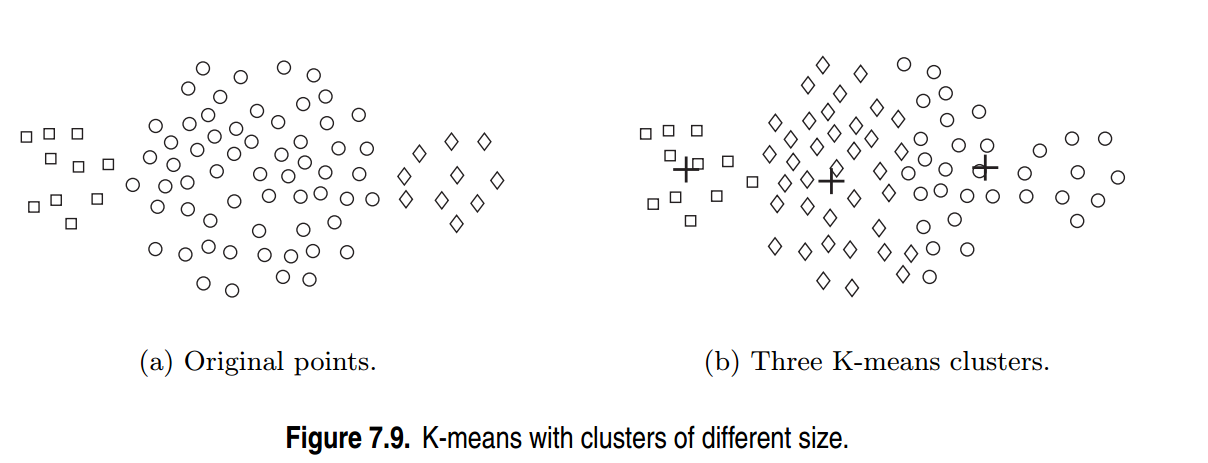 (a) Original points.
(b) Three K-means clusters.
Figure 7.9. K-means with clusters of different size.